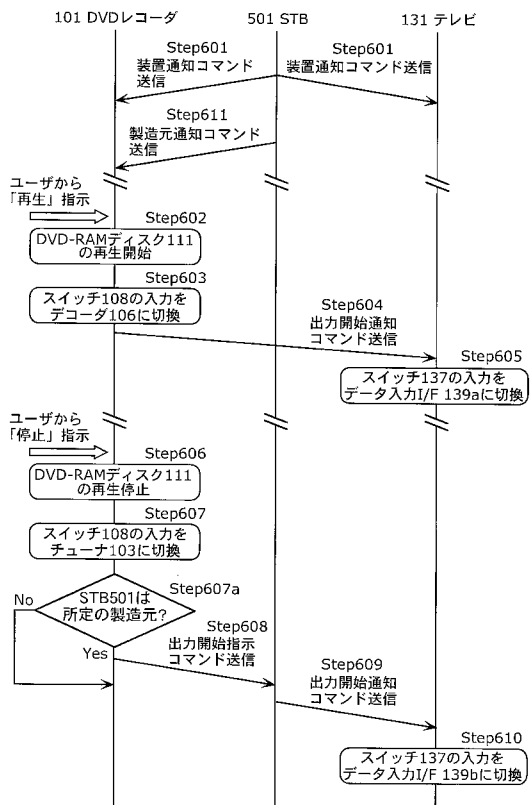 101 DVDレコーダ
501 STB
131 テレビ
Step601
装置通知コマンド
送信
Step601
装置通知コマンド送信
Step611
製造元通知コマンド
送信
ユーザから
「再生」指示
Step602
DVD-RAMディスク111
の再生開始
Step603
スイッチ108の入力を
デコーダ106に切換
Step604
出力開始通知
コマンド送信
Step605
スイッチ137の入力を
データ入力I/F 139aに切換
ユーザから
「停止」指示
Step606
DVD-RAMディスク111
の再生停止
Step607
スイッチ108の入力を
チューナ103に切換
Step607a
STB501は
所定の製造元?
No
Yes
Step608
出力開始指示
コマンド送信
Step609
出力開始通知
コマンド送信
Step610
スイッチ137の入力を
データ入力I/F 139bに切換